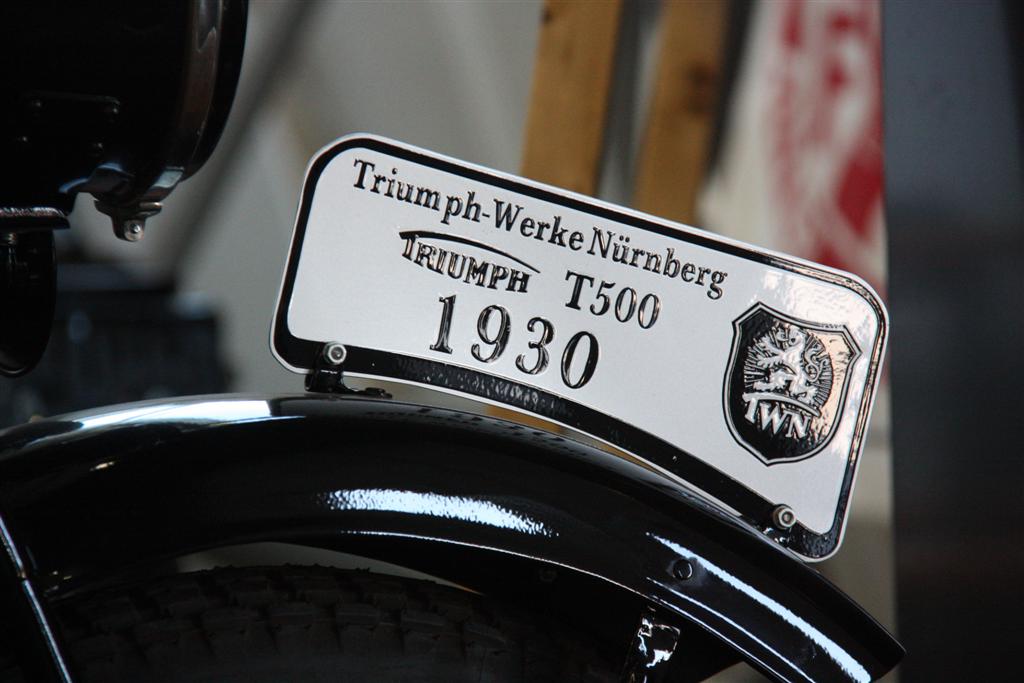 Triumph-Werke Nürnberg
TRIUMPH T500
1930
TWN